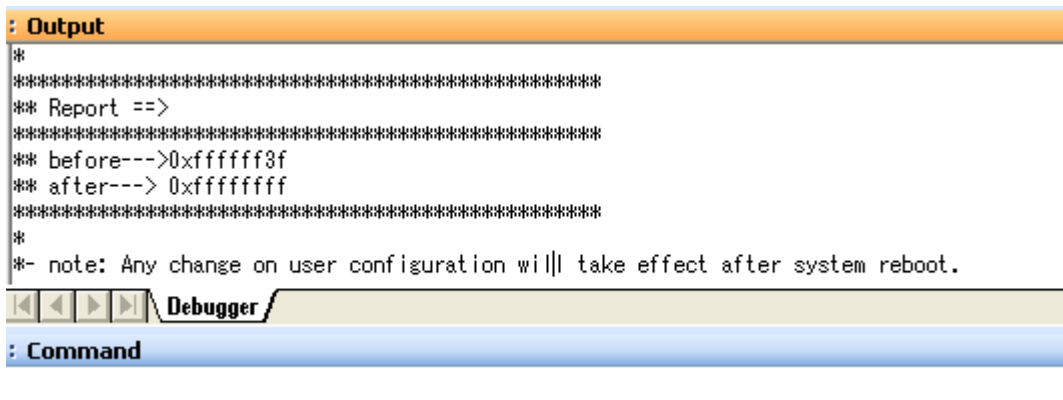 : Output
*
*************************************************
** Report ==>
*************************************************
** before--->0xffffff3f
** after---> 0xffffffff
*************************************************
*
*- note: Any change on user configuration will take effect after system reboot.
Debugger
: Command